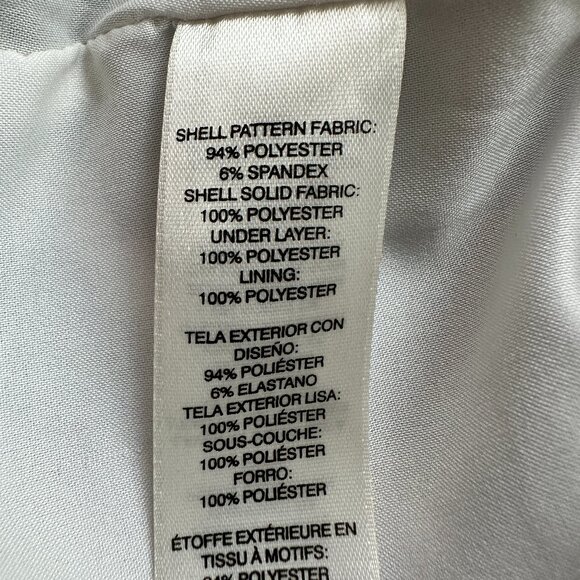 SHELL PATTERN FABRIC:
94% POLYESTER
6% SPANDEX
SHELL SOLID FABRIC:
100% POLYESTER
UNDER LAYER:
100% POLYESTER
LINING:
100% POLYESTER
TELA EXTERIOR CON
DISEÑO:
94% POLIÉSTER
6% ELASTANO
TELA EXTERIOR LISA:
100% POLIÉSTER
SOUS-COUCHE:
100% POLIÉSTER
FORRO:
100% POLIÉSTER
ÉTOFFE EXTÉRIEURE EN
TISSU À MOTIFS:
94% POLYESTER